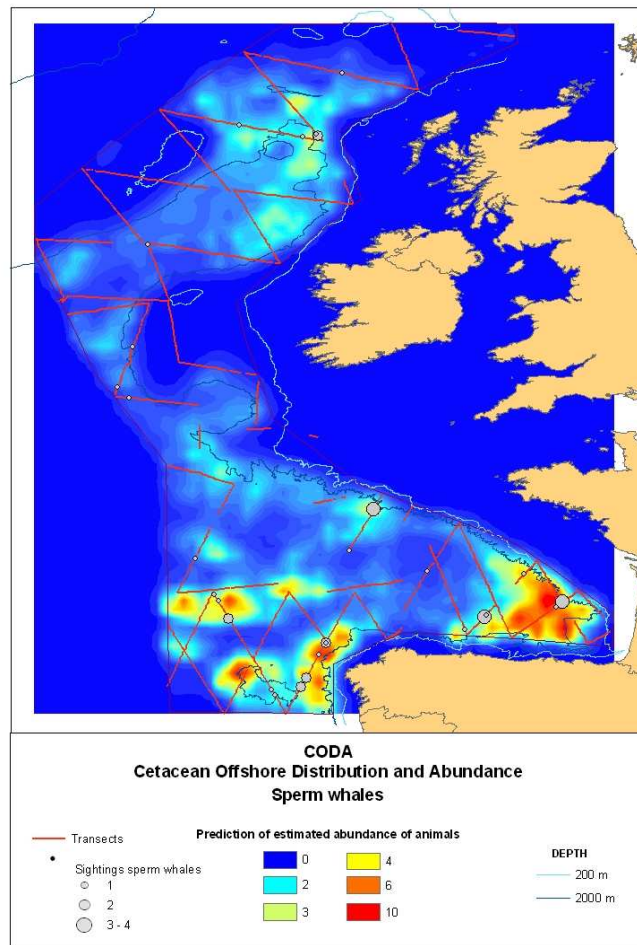 CODA
Cetacean Offshore Distribution and Abundance
Sperm whales
Transects
Sightings sperm whales
1
2
3 - 4
Prediction of estimated abundance of animals
0
2
3
4
6
10
DEPTH
200 m
2000 m